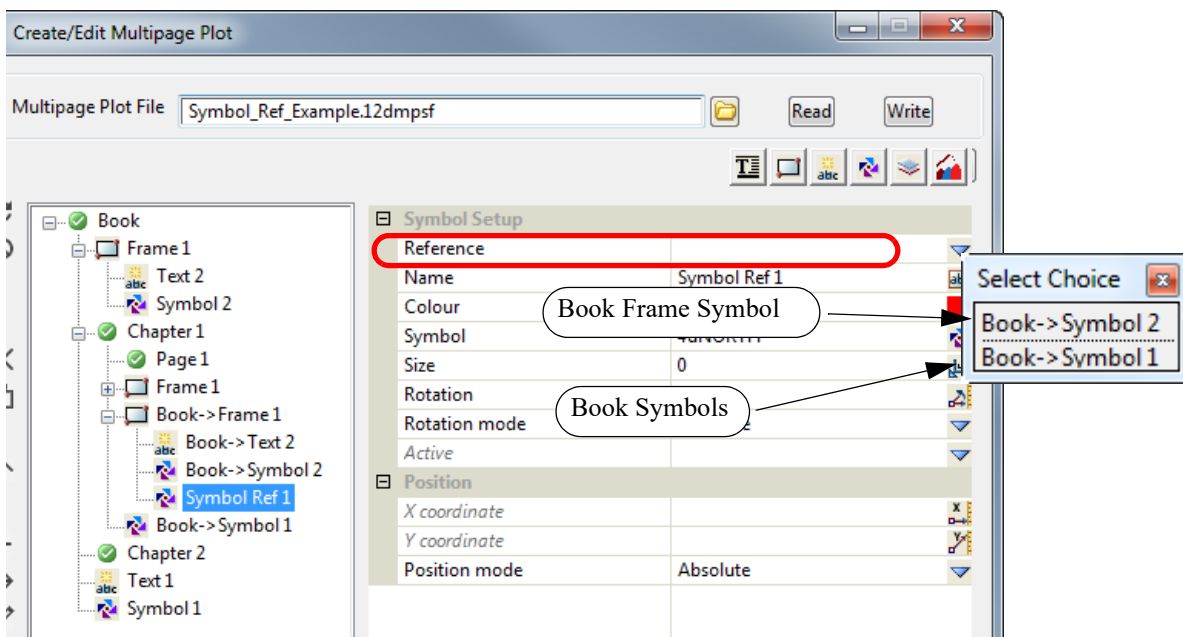 Create/Edit Multipage Plot
Multipage Plot File Symbol_Ref_Example.12dmpsf Read Write
Book
Frame 1
Text 2
Symbol 2
Chapter 1
Page 1
Frame 1
Book->Frame 1
Book->Text 2
Book->Symbol 2
Symbol Ref 1
Book->Symbol 1
Chapter 2
Text 1
Symbol 1
Symbol Setup
Reference
Name Symbol Ref 1
Colour
Symbol
Size 0
Rotation
Rotation mode
Active
Position
X coordinate
Y coordinate
Position mode Absolute
Book Frame Symbol
Book Symbols
Select Choice
Book->Symbol 2
Book->Symbol 1